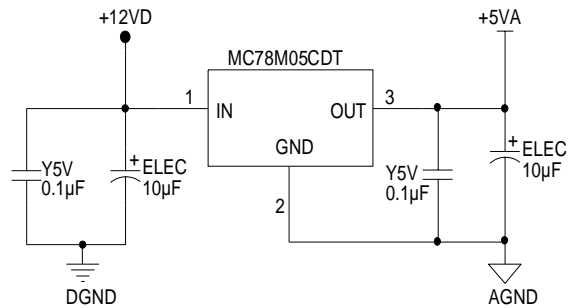 +12VD
+5VA
MC78M05CDT
1
IN
OUT
3
GND
2
Y5V
0.1µF
+
ELEC
10µF
Y5V
0.1µF
+
ELEC
10µF
DGND
AGND